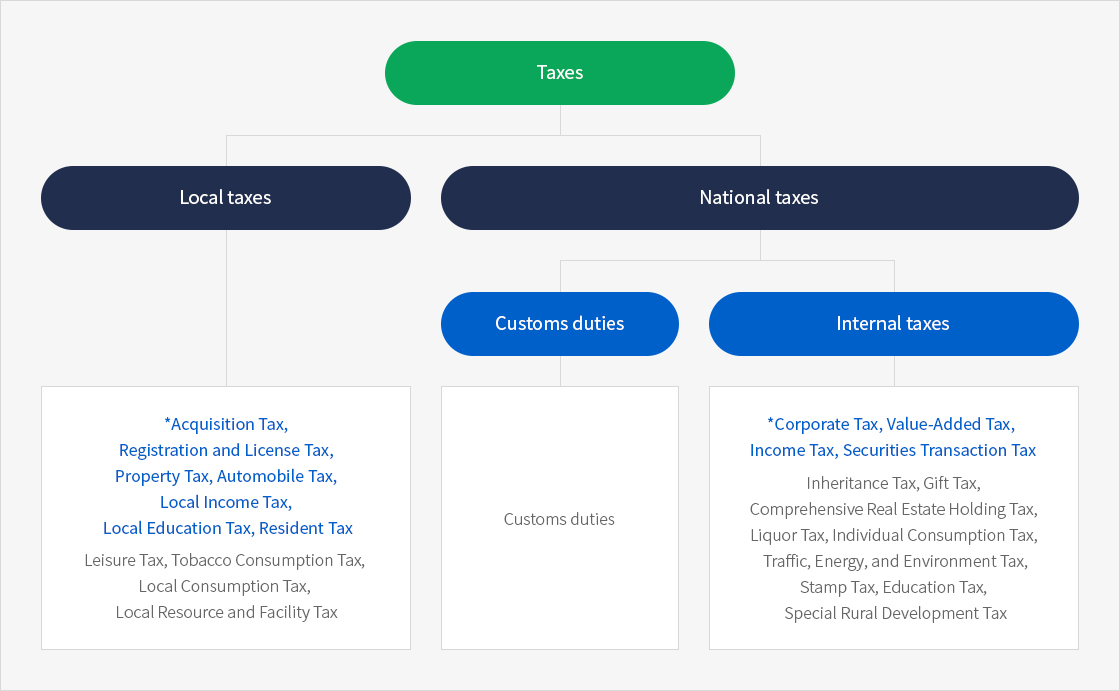 Taxes
Local taxes
National taxes
Customs duties
Internal taxes
*Acquisition Tax,
Registration and License Tax,
Property Tax, Automobile Tax,
Local Income Tax,
Local Education Tax, Resident Tax
Leisure Tax, Tobacco Consumption Tax,
Local Consumption Tax,
Local Resource and Facility Tax
Customs duties
*Corporate Tax, Value-Added Tax,
Income Tax, Securities Transaction Tax
Inheritance Tax, Gift Tax,
Comprehensive Real Estate Holding Tax,
Liquor Tax, Individual Consumption Tax,
Traffic, Energy, and Environment Tax,
Stamp Tax, Education Tax,
Special Rural Development Tax